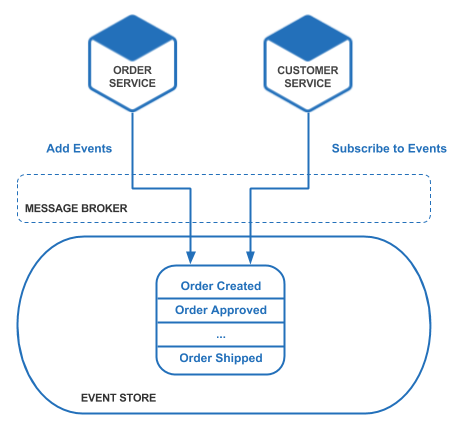 ORDER
SERVICE
CUSTOMER
SERVICE
Add Events
Subscribe to Events
MESSAGE BROKER
Order Created
Order Approved
...
Order Shipped
EVENT STORE